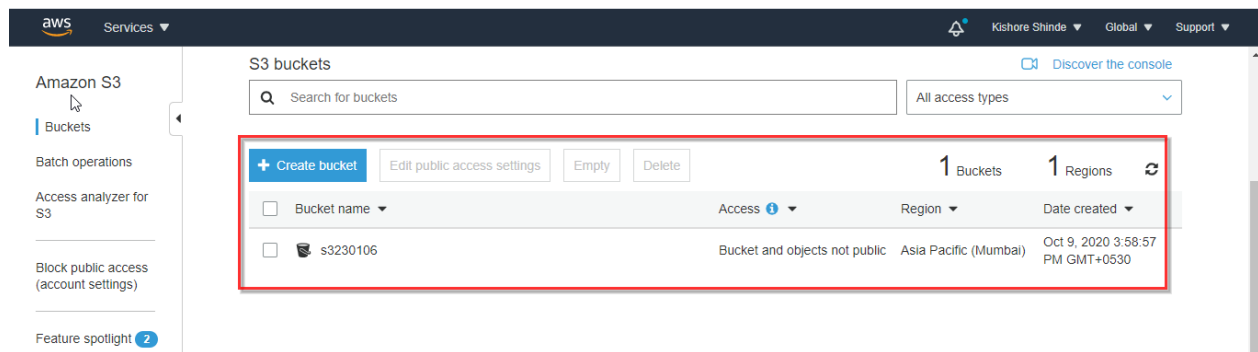 aws Services Kishore Shinde Global Support
Amazon S3
Buckets
Batch operations
Access analyzer for
S3
Block public access
(account settings)
Feature spotlight 2
S3 buckets
Discover the console
Search for buckets
All access types
+ Create bucket Edit public access settings Empty Delete 1 Buckets 1 Regions
Bucket name Access Region Date created
s3230106 Bucket and objects not public Asia Pacific (Mumbai) Oct 9, 2020 3:58:57
PM GMT+0530